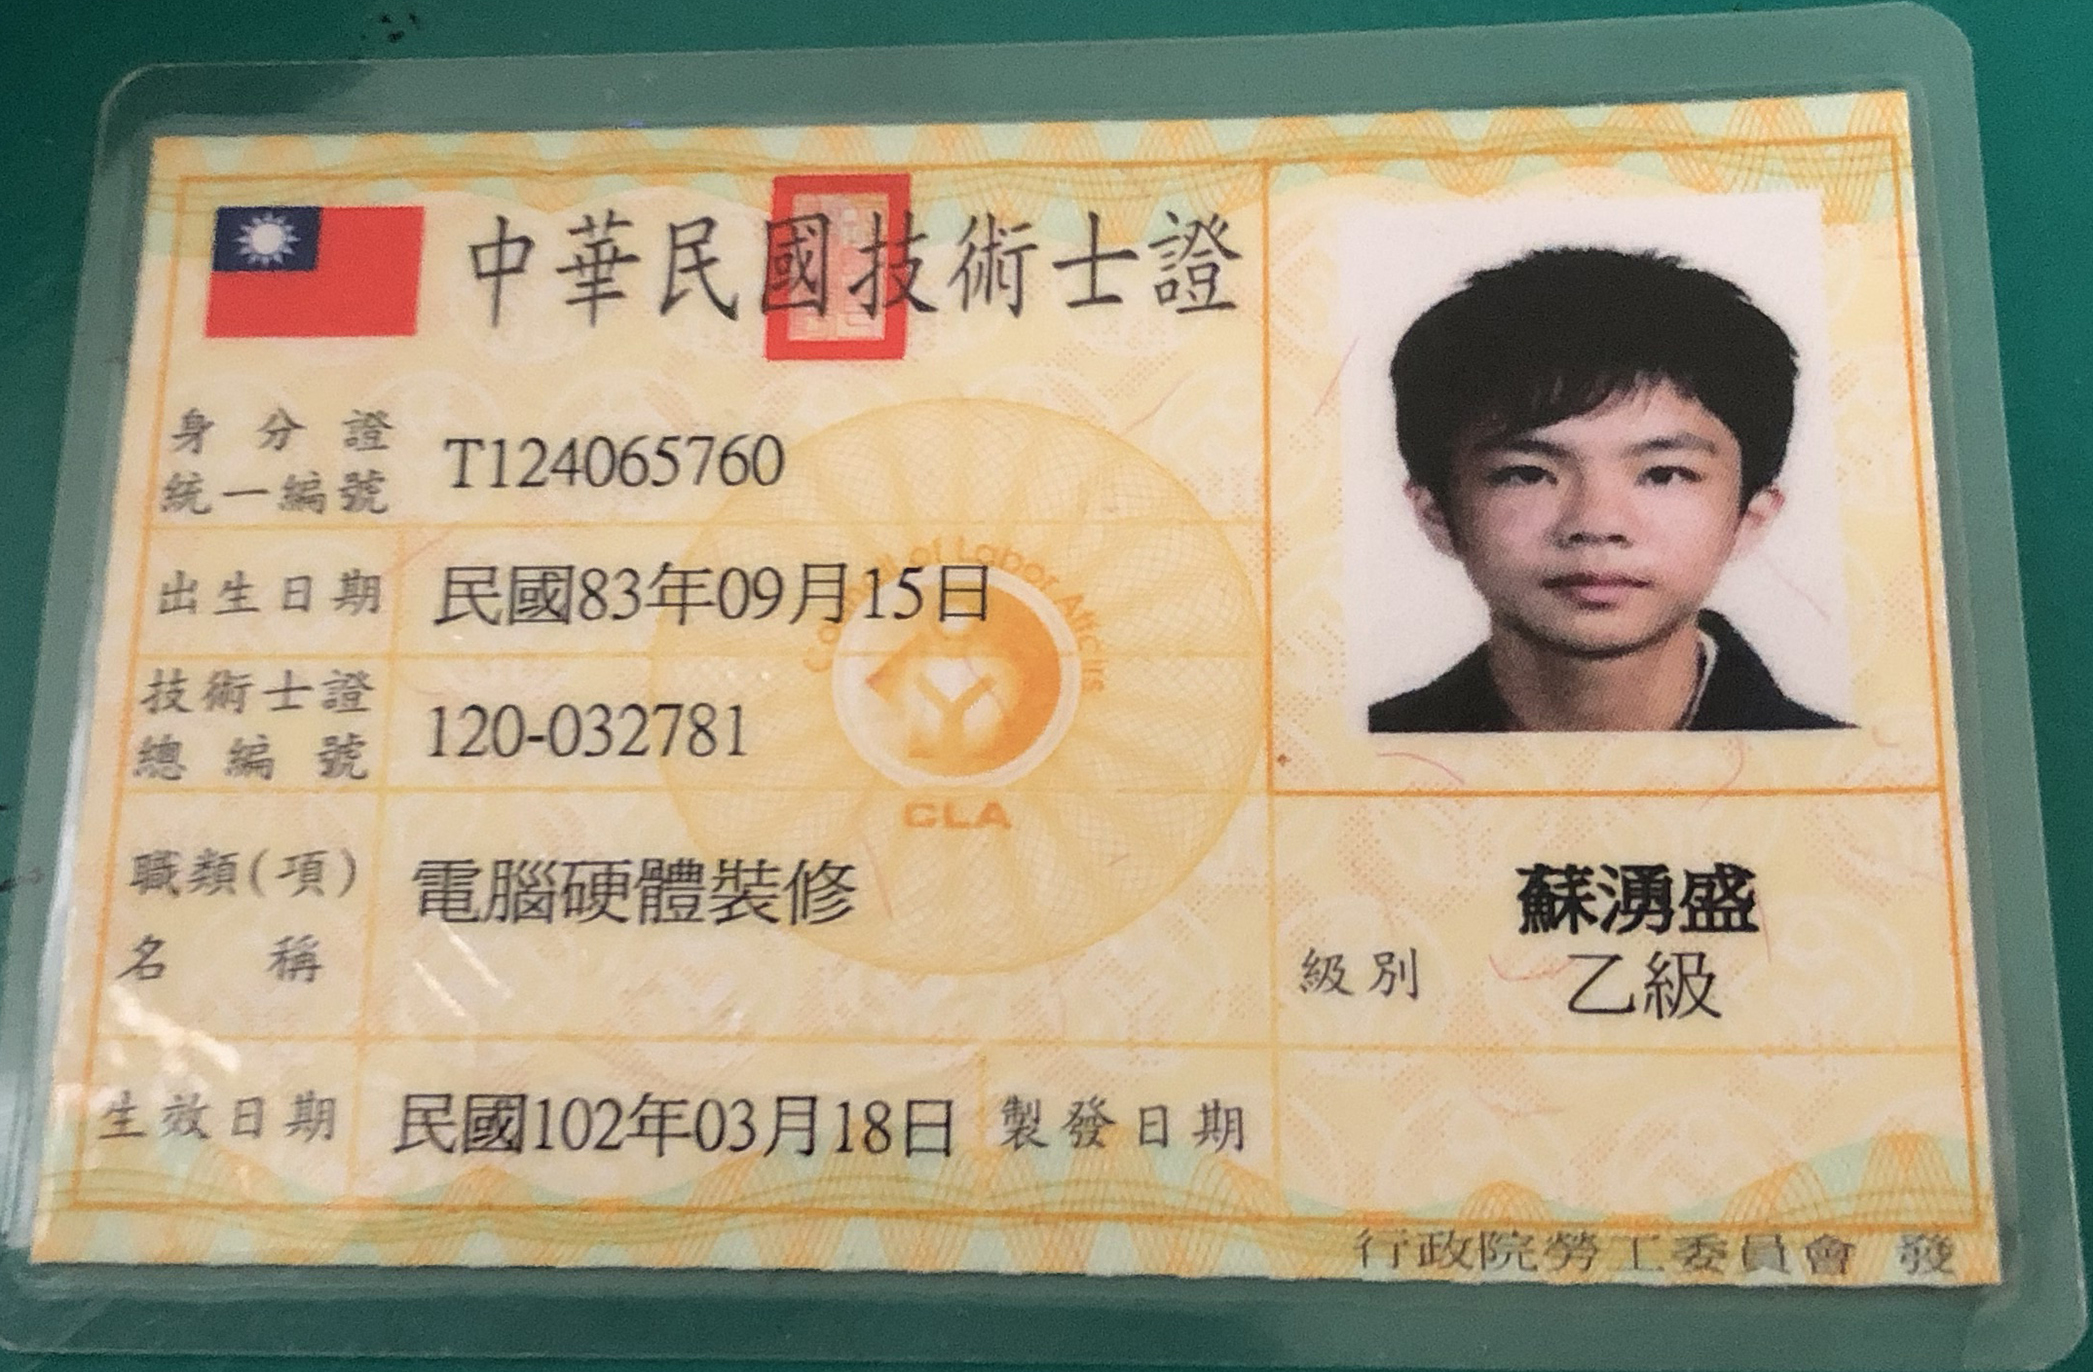 中華民國技術士證
身分證統一編號 T124065760
出生日期 民國83年09月15日
Council of Labor Affairs
技術士證總編號 120-032781
CLA
職類(項)名稱 電腦硬體裝修
蘇湧盛
級別 乙級
生效日期 民國102年03月18日 製發日期
行政院勞工委員會 發